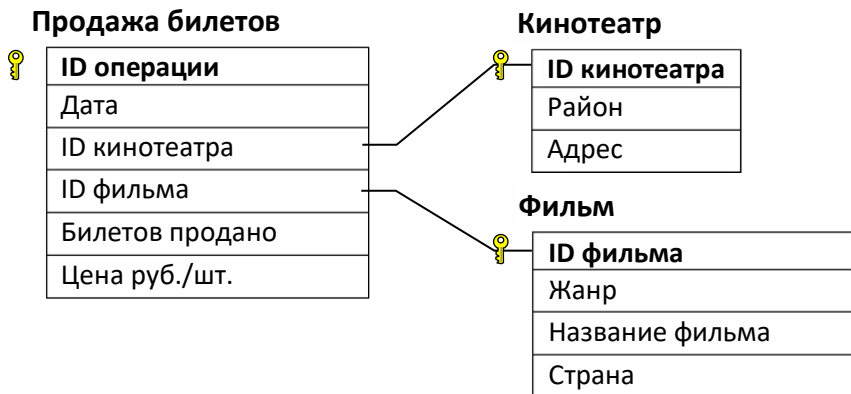 Продажа билетов
ID операции
Дата
ID кинотеатра
ID фильма
Билетов продано
Цена руб./шт.
Кинотеатр
ID кинотеатра
Район
Адрес
Фильм
ID фильма
Жанр
Название фильма
Страна